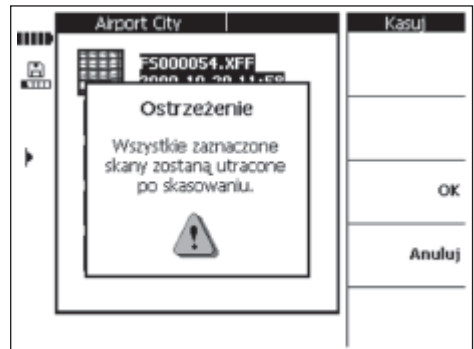 Airport City
Kasuj
FS000054.XFF
Ostrzeżenie
Wszystkie zaznaczone
skany zostaną utracone
po skasowaniu.
OK
Anuluj